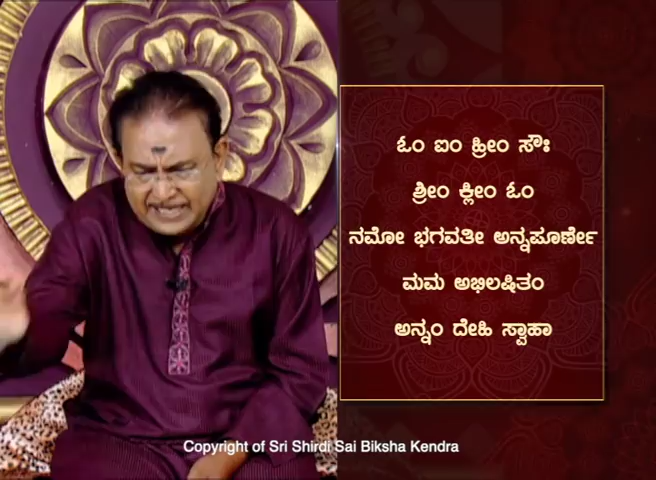 ಓಂ ಐಂ ಹ್ರೀಂ ಸೌಃ
ಶ್ರೀಂ ಕ್ಲೀಂ ಓಂ
ನಮೋ ಭಗವತೀ ಅನ್ನಪೂರ್ಣೇ
ಮಮ ಅಭಿಲಷಿತಂ
ಅನ್ನಂ ದೇಹಿ ಸ್ವಾಹಾ
Copyright of Sri Shirdi Sai Biksha Kendra